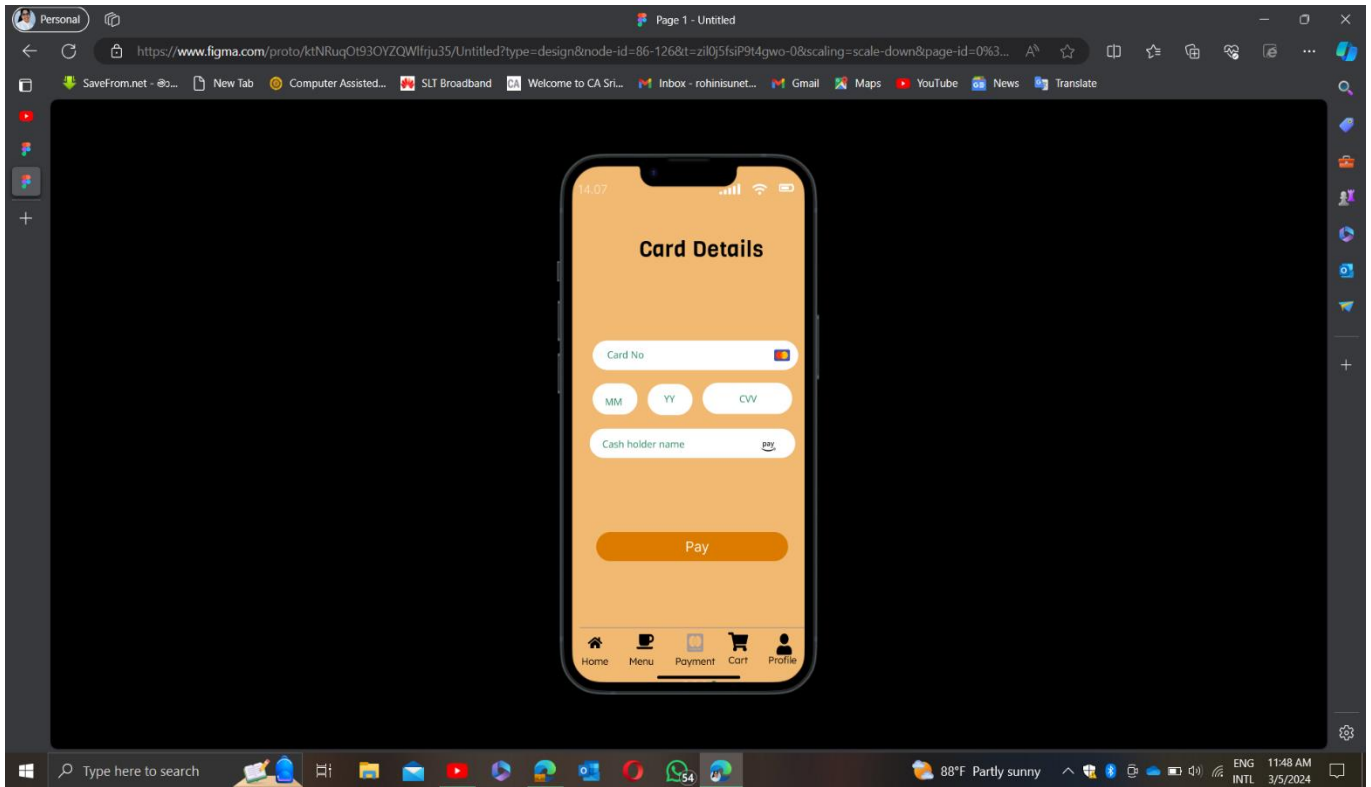 Personal
Page 1 - Untitled
https://www.figma.com/proto/ktNRuqOt93OYZQWlfrju35/Untitled?type=design&node-id=86-126&t=zil0j5fsiP9t4gwo-0&scaling=scale-down&page-id=0%3...
SaveFrom.net - මා... New Tab Computer Assisted... SLT Broadband CA Welcome to CA Sri... Inbox - rohinisunet... Gmail Maps YouTube News Translate
14.07
Card Details
Card No
MM YY CVV
Cash holder name pay
Pay
Home Menu Payment Cart Profile
Type here to search 54 88°F Partly sunny ENG 11:48 AM
INTL 3/5/2024